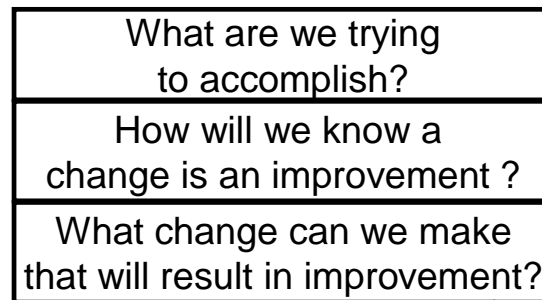 What are we trying
to accomplish?
How will we know a
change is an improvement ?
What change can we make
that will result in improvement?